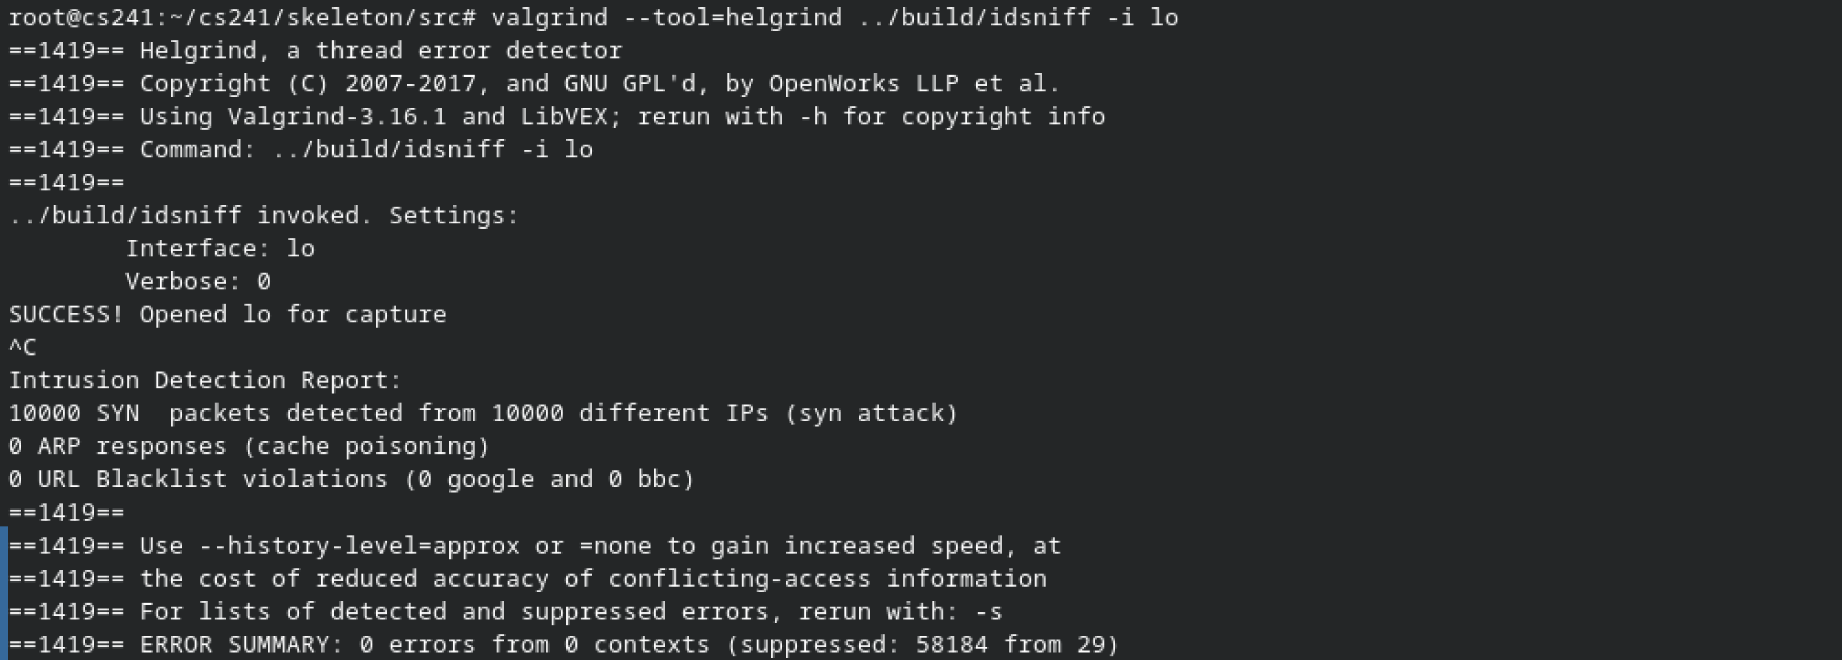 root@cs241:~/cs241/skeleton/src# valgrind --tool=helgrind ../build/idsniff -i lo
==1419== Helgrind, a thread error detector
==1419== Copyright (C) 2007-2017, and GNU GPL'd, by OpenWorks LLP et al.
==1419== Using Valgrind-3.16.1 and LibVEX; rerun with -h for copyright info
==1419== Command: ../build/idsniff -i lo
==1419==
../build/idsniff invoked. Settings:
        Interface: lo
        Verbose: 0
SUCCESS! Opened lo for capture
^C
Intrusion Detection Report:
10000 SYN  packets detected from 10000 different IPs (syn attack)
0 ARP responses (cache poisoning)
0 URL Blacklist violations (0 google and 0 bbc)
==1419==
==1419== Use --history-level=approx or =none to gain increased speed, at
==1419== the cost of reduced accuracy of conflicting-access information
==1419== For lists of detected and suppressed errors, rerun with: -s
==1419== ERROR SUMMARY: 0 errors from 0 contexts (suppressed: 58184 from 29)